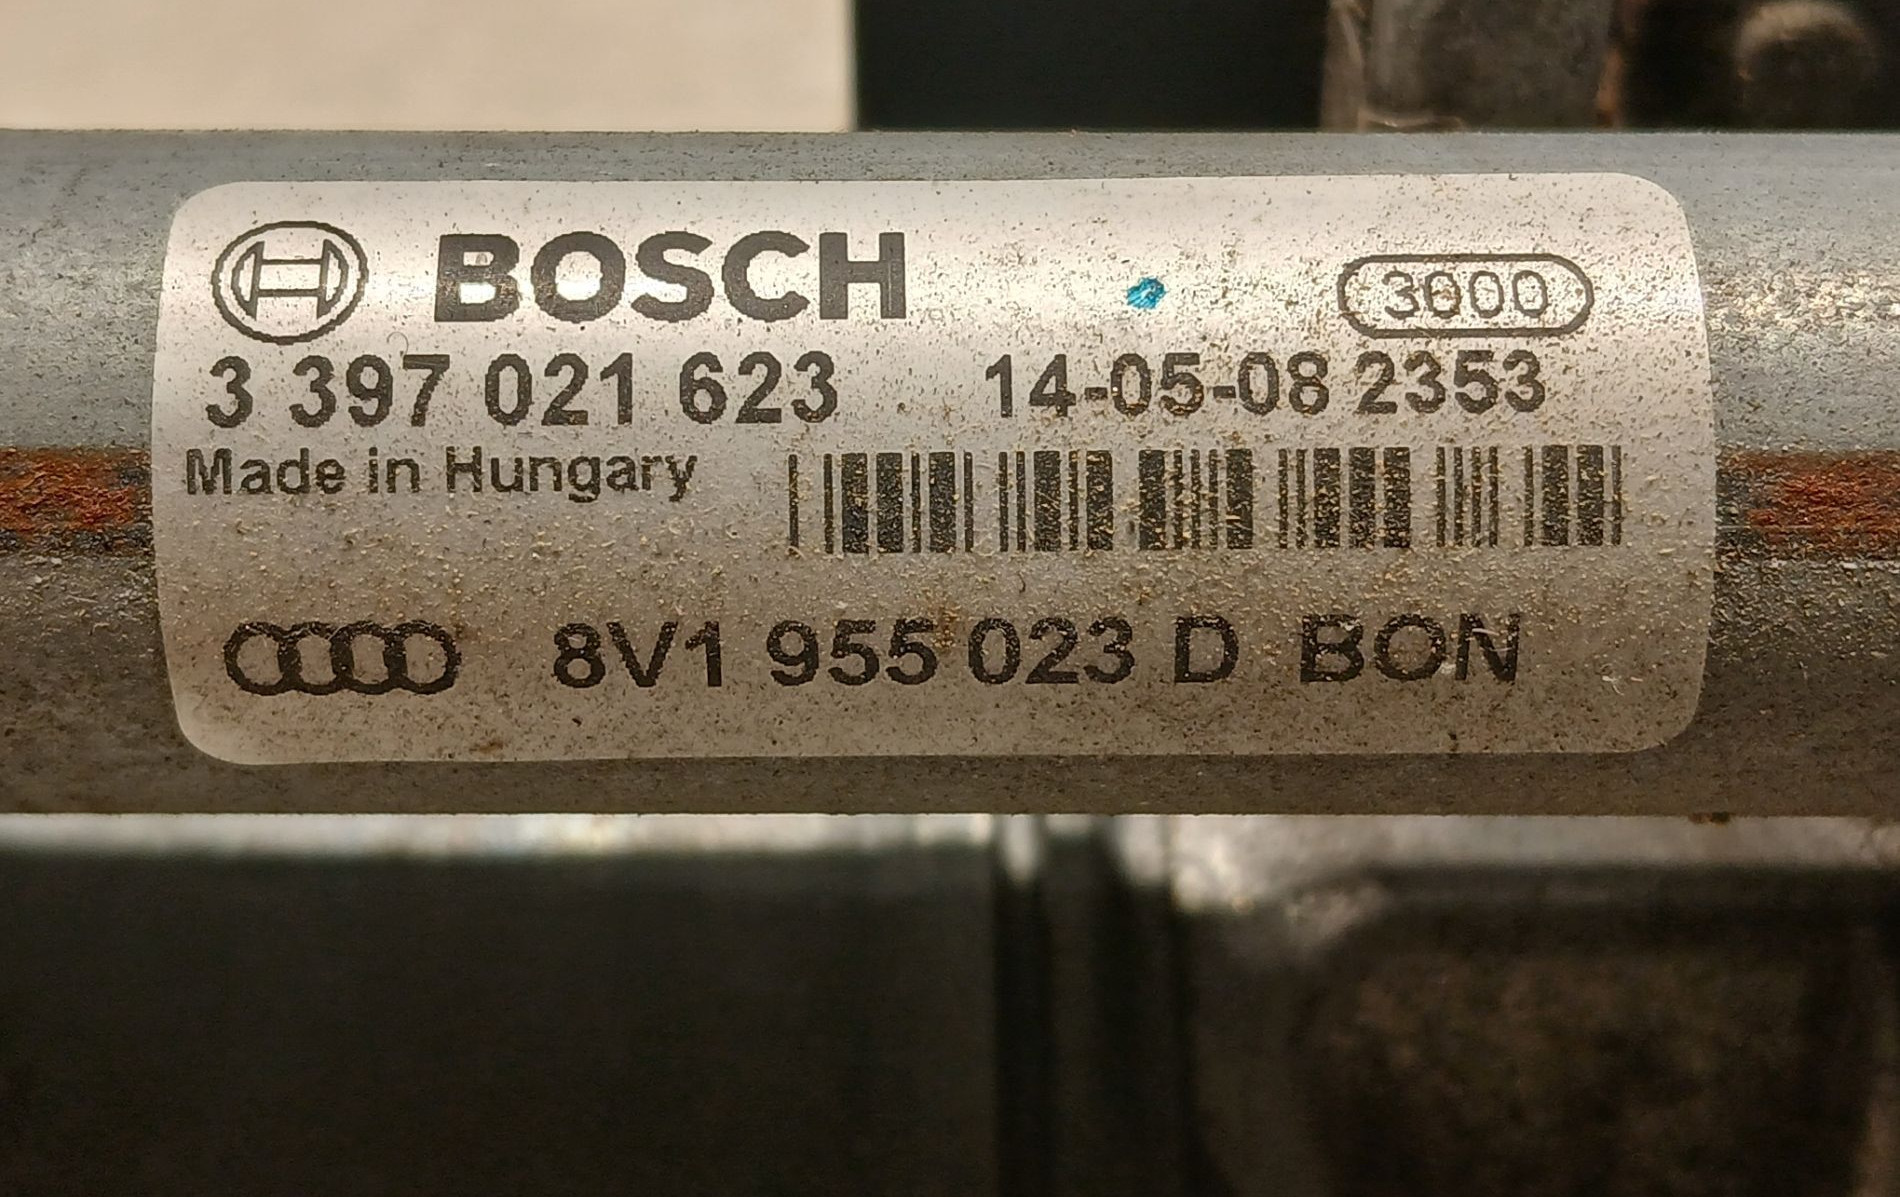 BOSCH 3000
3 397 021 623 14-05-08 2353
Made in Hungary
8V1 955 023 D BON